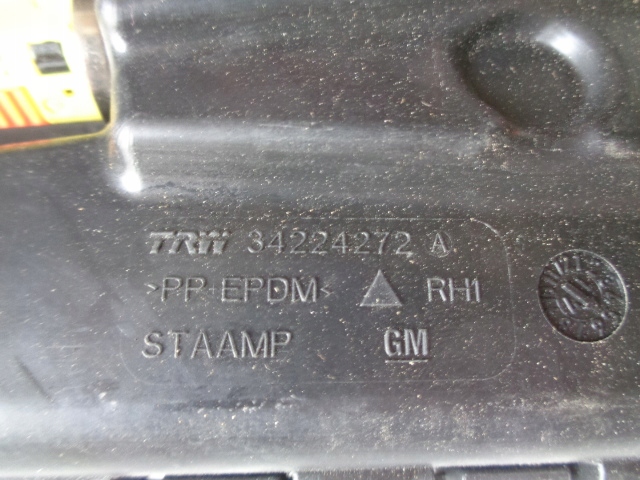 TRW 34224272 A
>PP+EPDM< RH1
STAAMP GM